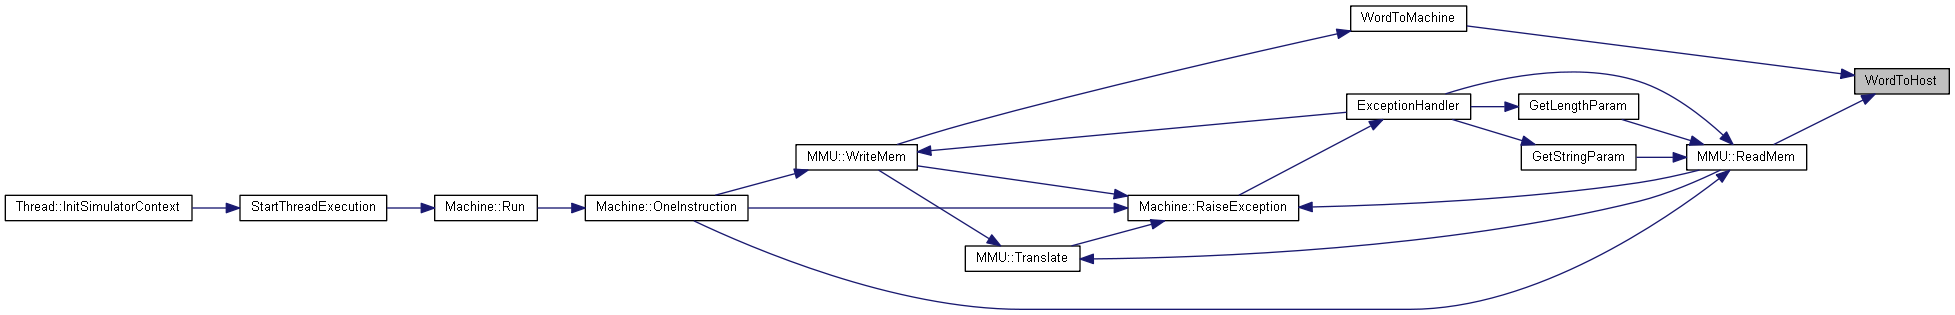 WordToMachine
WordToHost
ExceptionHandler
GetLengthParam
MMU::WriteMem
GetStringParam
MMU::ReadMem
Thread::InitSimulatorContext
StartThreadExecution
Machine::Run
Machine::OneInstruction
Machine::RaiseException
MMU::Translate